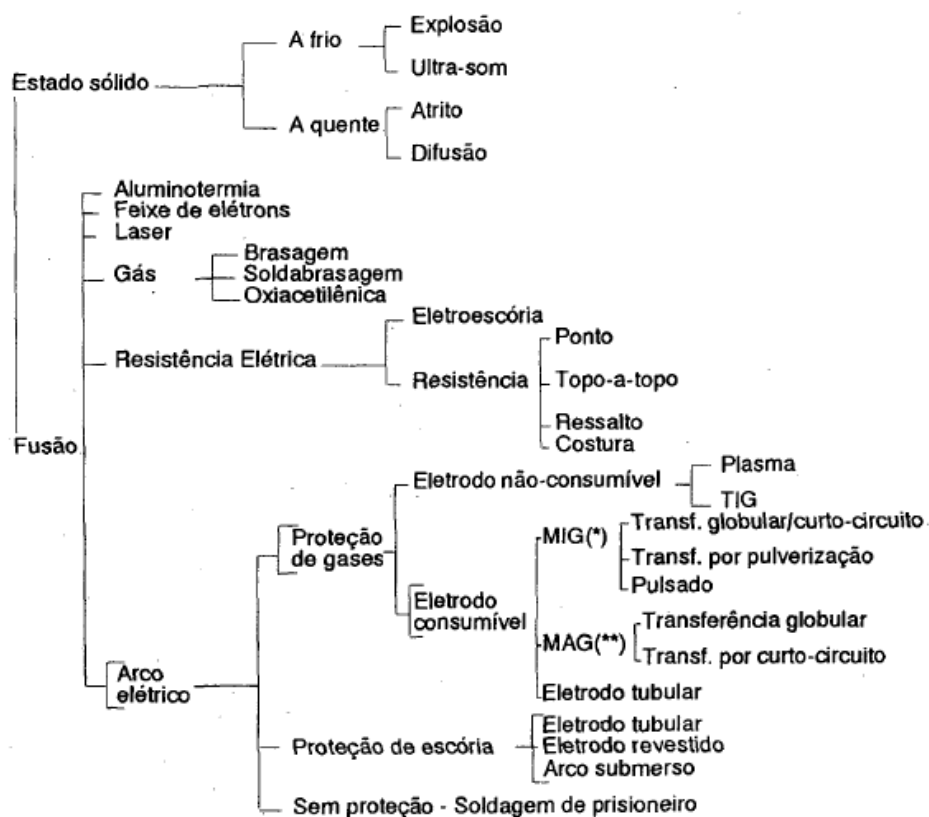 Explosão
A frio
Ultra-som
Estado sólido
Atrito
A quente
Difusão
Aluminotermia
Feixe de elétrons
Laser
Brasagem
Gás
Soldabrasagem
Oxiacetilênica
Eletroescória
Ponto
Resistência Elétrica
Resistência
Topo-a-topo
Ressalto
Costura
Fusão
Plasma
Eletrodo não-consumível
TIG
Transf. globular/curto-circuito
MIG(*)
Proteção
de gases
Transf. por pulverização
Pulsado
Eletrodo
consumível
Transferência globular
MAG(**)
Transf. por curto-circuito
Arco
elétrico
Eletrodo tubular
Eletrodo tubular
Proteção de escória
Eletrodo revestido
Arco submerso
Sem proteção - Soldagem de prisioneiro